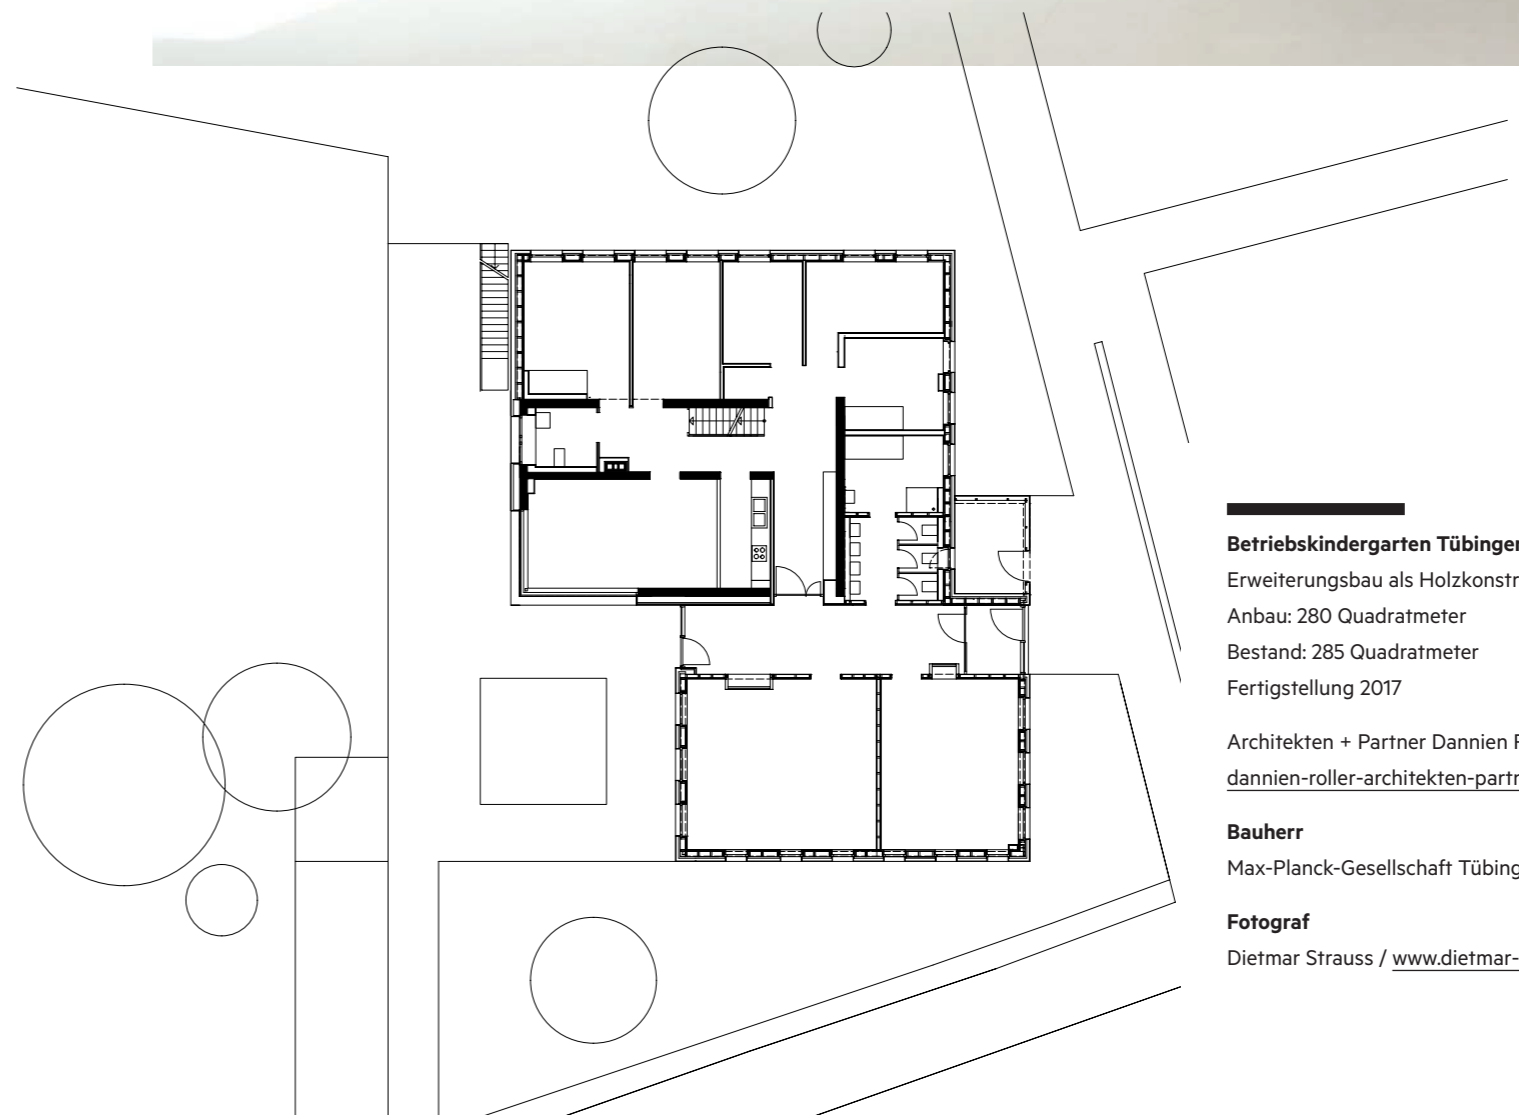 Betriebskindergarten Tübingen
Erweiterungsbau als Holzkonstr
Anbau: 280 Quadratmeter
Bestand: 285 Quadratmeter
Fertigstellung 2017
Architekten + Partner Dannien
dannien-roller-architekten-partn
Bauherr
Max-Planck-Gesellschaft Tübing
Fotograf
Dietmar Strauss / www.dietmar-